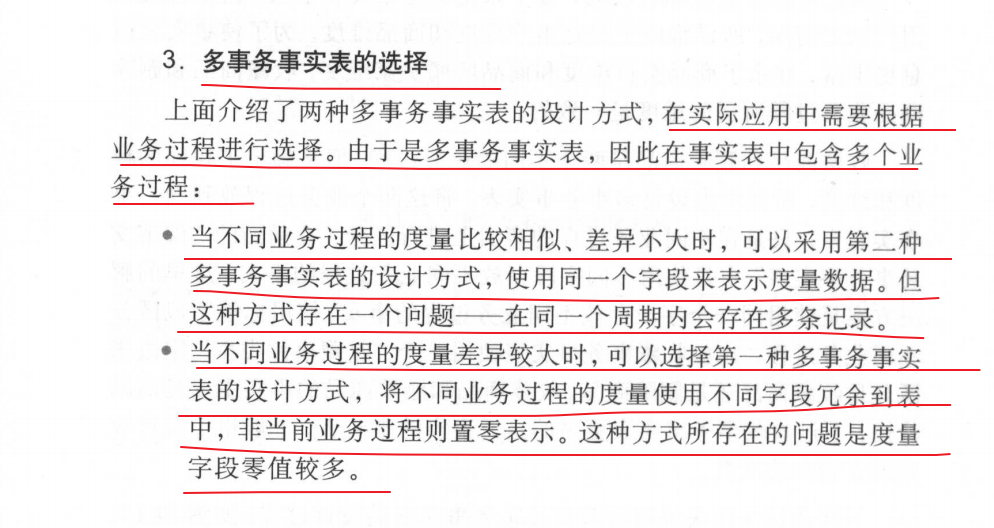 3．多事务事实表的选择
上面介绍了两种多事务事实表的设计方式，在实际应用中需要根据
业务过程进行选择。由于是多事务事实表，因此在事实表中包含多个业
务过程：
• 当不同业务过程的度量比较相似、差异不大时，可以采用第二种
多事务事实表的设计方式，使用同一个字段来表示度量数据。但
这种方式存在一个问题——在同一个周期内会存在多条记录。
• 当不同业务过程的度量差异较大时，可以选择第一种多事务事实
表的设计方式，将不同业务过程的度量使用不同字段冗余到表
中，非当前业务过程则置零表示。这种方式所存在的问题是度量
字段零值较多。